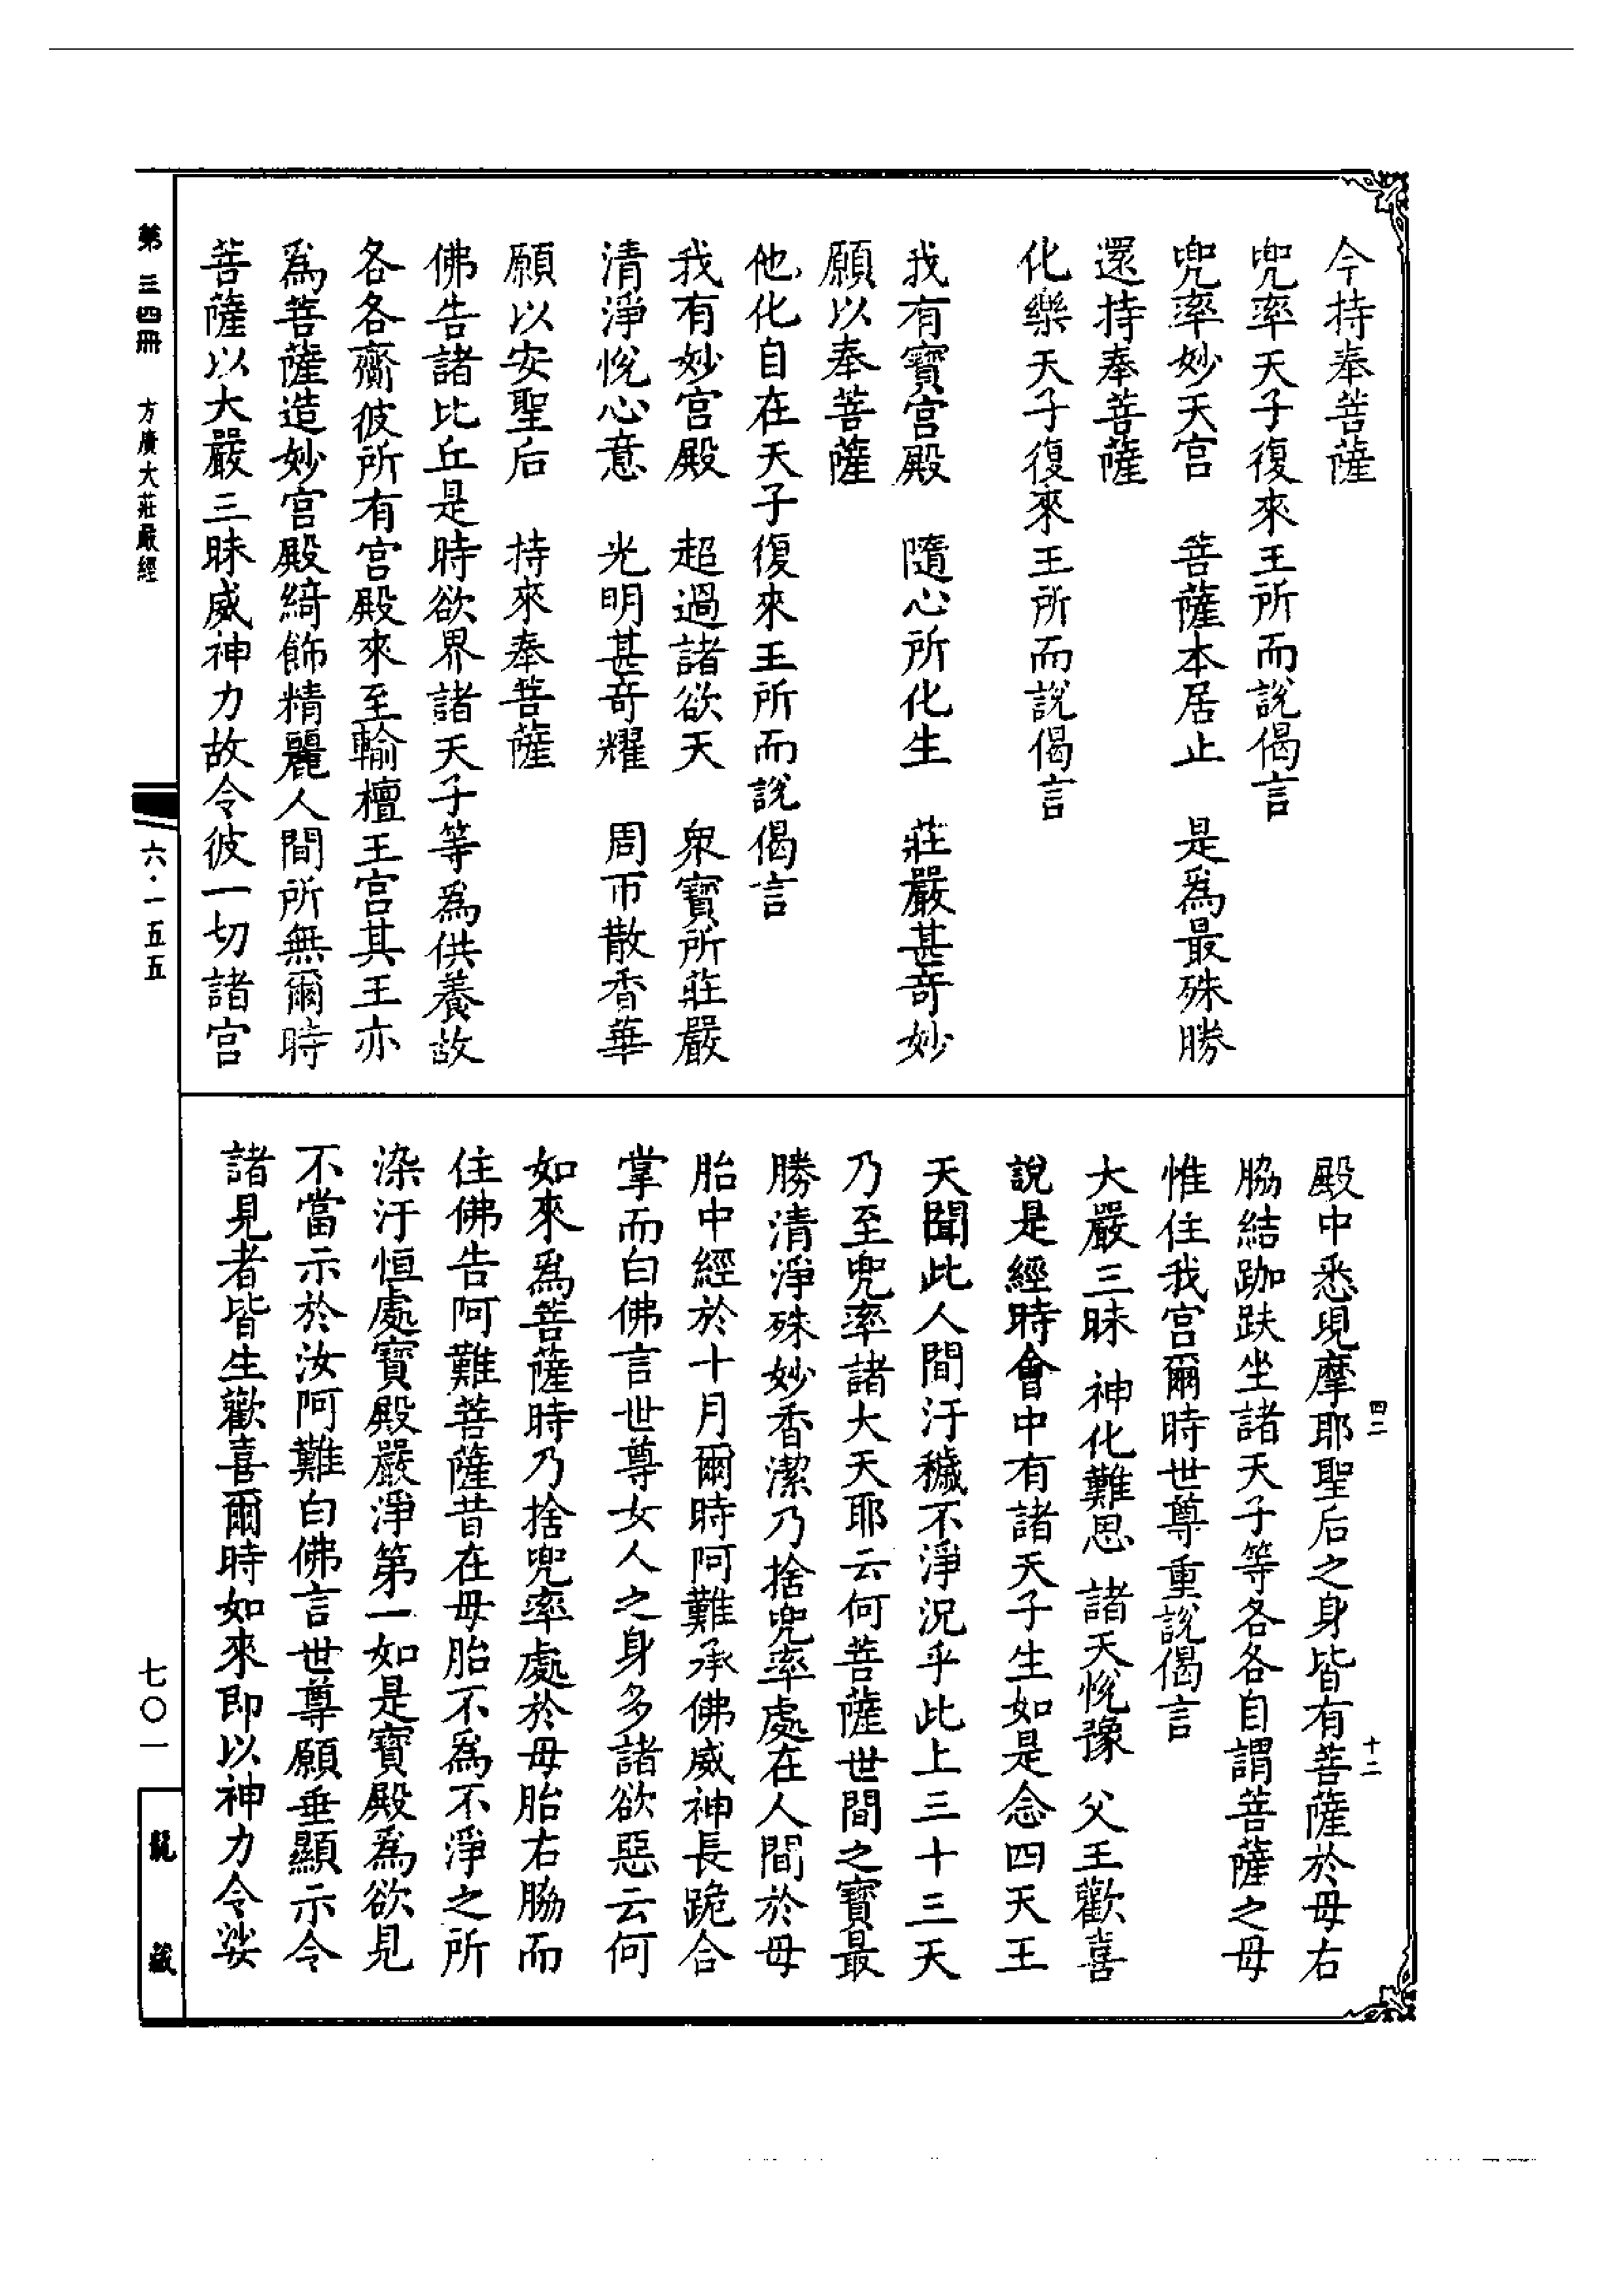 今持奉菩薩
兜率天子復來王所而說偈言
兜率妙天宮　菩薩本居止　是爲最殊勝
還持奉菩薩
化樂天子復來王所而說偈言
我有寶宮殿　隨心所化生　莊嚴甚奇妙
願以奉菩薩
他化自在天子復來王所而說偈言
我有妙宮殿　超過諸欲天　衆寶所莊嚴
清淨悅心意　光明甚奇耀　周帀散香華
願以安聖后　持來奉菩薩
佛告諸比丘是時欲界諸天子等爲供養故
各各齎彼所有宮殿來至輸檀王宮其王亦
爲菩薩造妙宮殿綺飾精麗人間所無爾時
菩薩以大嚴三昧威神力故令彼一切諸宮
殿中悉現摩耶聖后之身皆有菩薩於母右
脇結跏趺坐諸天子等各各自謂菩薩之母
惟住我宮爾時世尊重說偈言
大嚴三昧　神化難思　諸天悅豫　父王歡喜
說是經時會中有諸天子生如是念四天王
天聞此人間汙穢不淨況乎此上三十三天
乃至兜率諸大天耶云何菩薩世間之寶最
勝清淨殊妙香潔乃捨兜率處在人間於母
胎中經於十月爾時阿難承佛威神長跪合
掌而白佛言世尊女人之身多諸欲惡云何
如來爲菩薩時乃捨兜率處於母胎右脇而
住佛告阿難菩薩昔在母胎不爲不淨之所
染汙恒處寶殿嚴淨第一如是寶殿爲欲見
不當示於汝阿難白佛言世尊願垂顯示令
諸見者皆生歡喜爾時如來即以神力令娑
四二
十二
第三四冊　方廣大莊嚴經
六・一五五
七〇一
龍藏